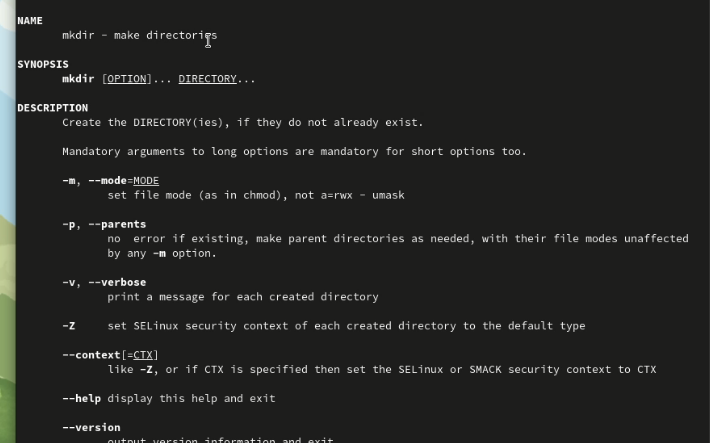 NAME
mkdir - make directories
SYNOPSIS
mkdir [OPTION]... DIRECTORY...
DESCRIPTION
Create the DIRECTORY(ies), if they do not already exist.
Mandatory arguments to long options are mandatory for short options too.
-m, --mode=MODE
set file mode (as in chmod), not a=rwx - umask
-p, --parents
no  error if existing, make parent directories as needed, with their file modes unaffected
by any -m option.
-v, --verbose
print a message for each created directory
-Z     set SELinux security context of each created directory to the default type
--context[=CTX]
like -Z, or if CTX is specified then set the SELinux or SMACK security context to CTX
--help display this help and exit
--version
output version information and exit